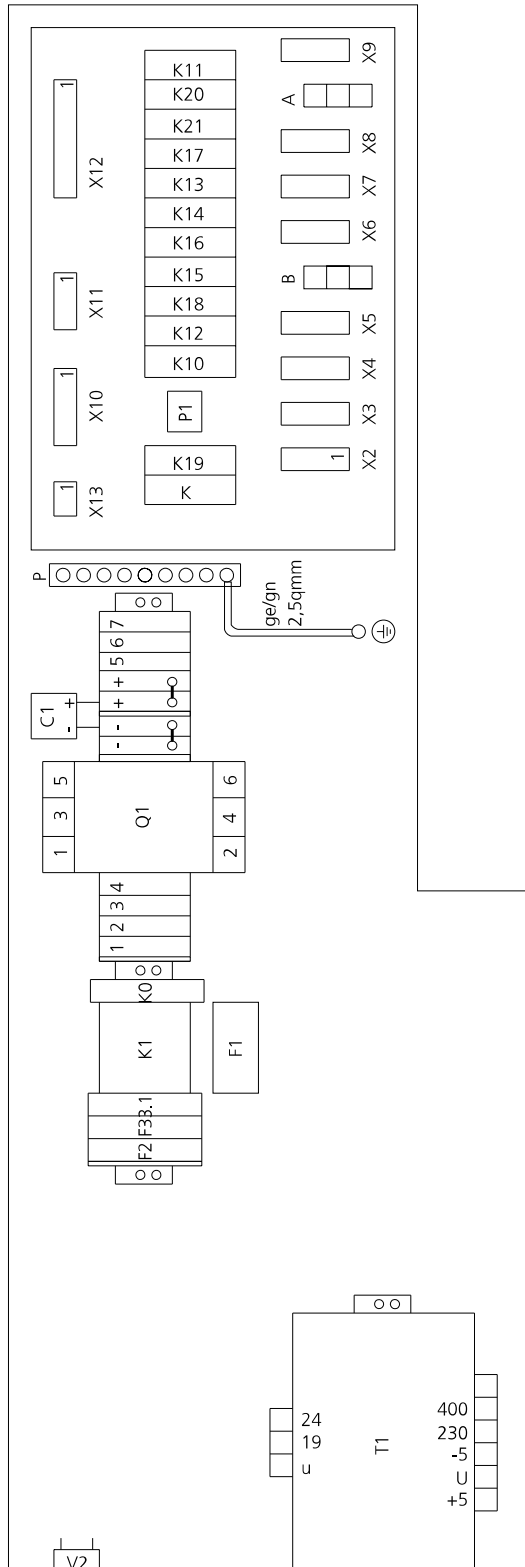 X9
K11
1
K20
A
K21
X8
K17
X12
K13
X7
K14
X6
K16
K15
B
1
X11
K18
X5
K12
K10
X4
1
X10
P1
X3
K19
1
X2
1
X13
K
P
ge/gn
2,5qmm
7
6
5
+
+
-
-
C1
+
-
5
3
1
Q1
6
4
2
4
3
2
1
K0
K1
F1
F2 F3 3.1
24
19
u
T1
400
230
-5
U
+5
V2